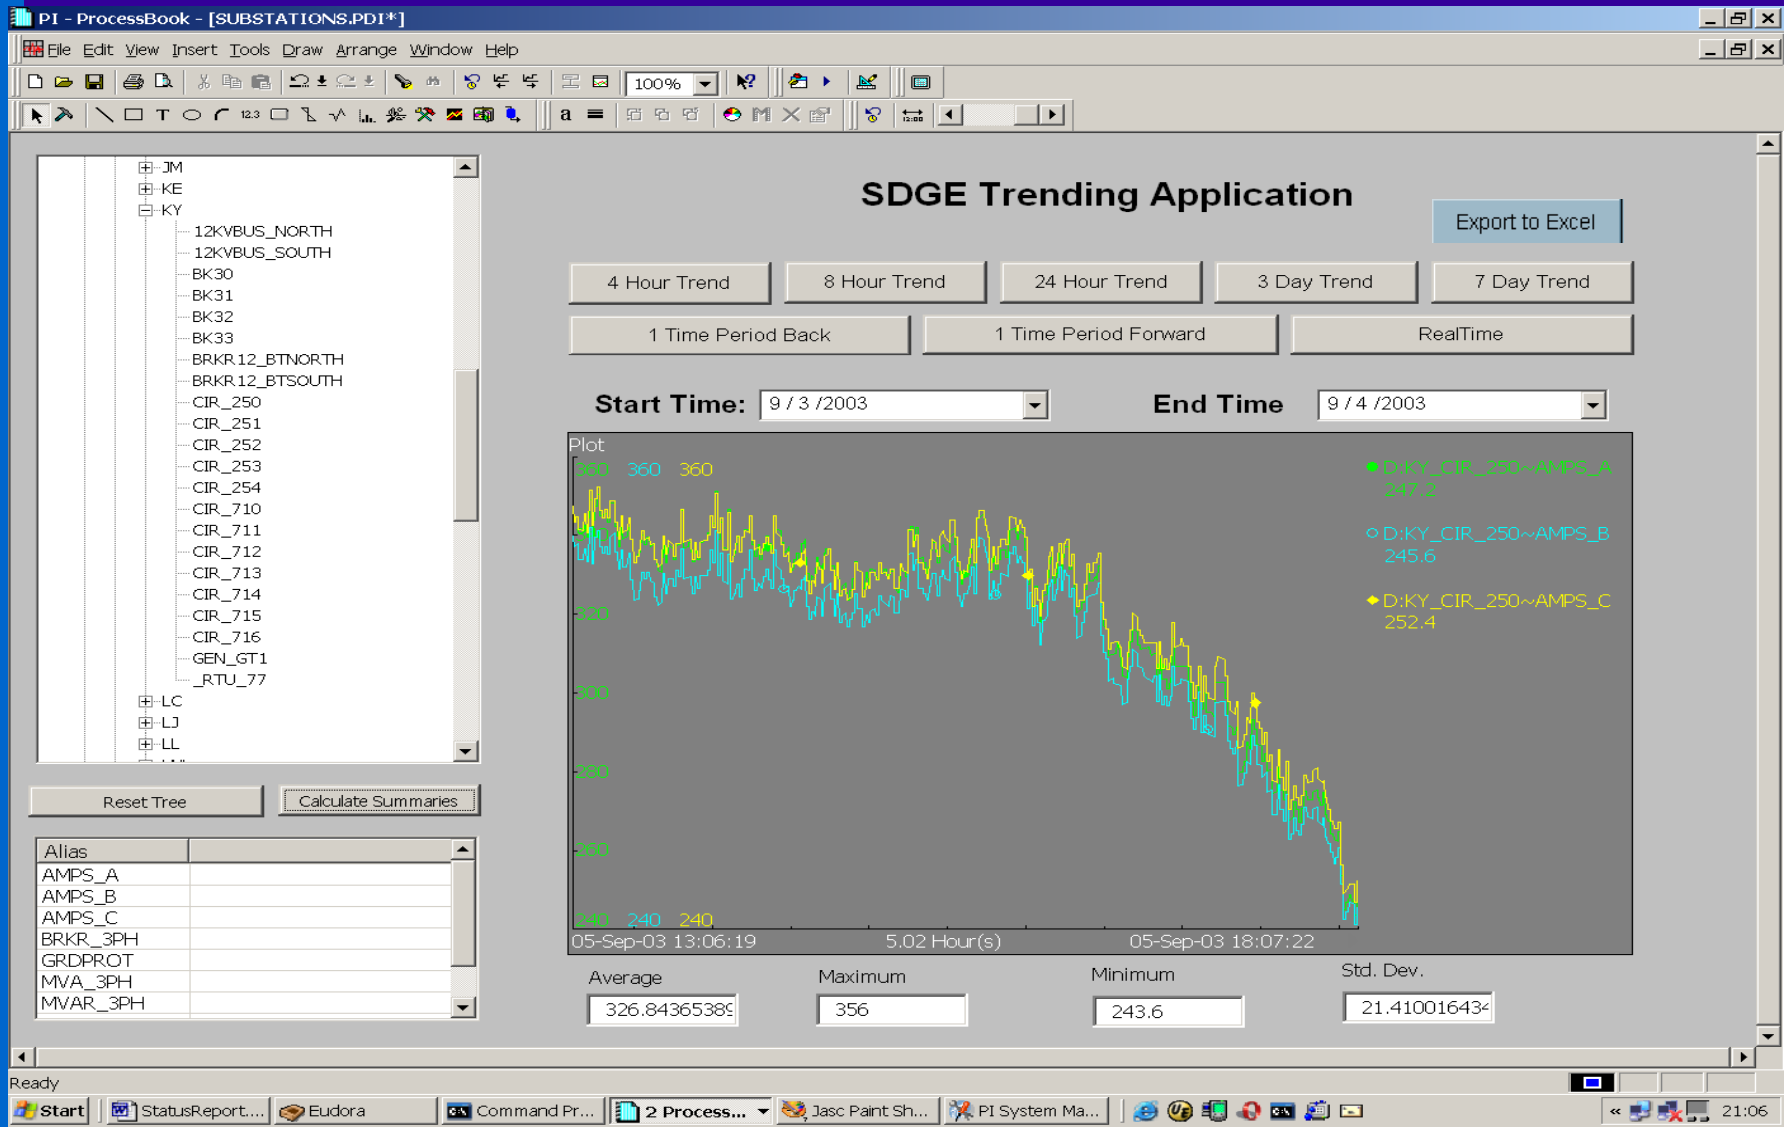 PI - ProcessBook - [SUBSTATIONS.PDI*]
File Edit View Insert Tools Draw Arrange Window Help
100%
12.3
a
JM
KE
KY
12KVBUS_NORTH
12KVBUS_SOUTH
BK30
BK31
BK32
BK33
BRKR12_BTNORTH
BRKR12_BTSOUTH
CIR_250
CIR_251
CIR_252
CIR_253
CIR_254
CIR_710
CIR_711
CIR_712
CIR_713
CIR_714
CIR_715
CIR_716
GEN_GT1
_RTU_77
LC
LJ
LL
Reset Tree
Calculate Summaries
Alias
AMPS_A
AMPS_B
AMPS_C
BRKR_3PH
GRDPROT
MVA_3PH
MVAR_3PH
SDGE Trending Application
Export to Excel
4 Hour Trend
8 Hour Trend
24 Hour Trend
3 Day Trend
7 Day Trend
1 Time Period Back
1 Time Period Forward
RealTime
Start Time: 9 / 3 /2003
End Time 9 / 4 /2003
Plot
360 360 360
340
320
300
280
260
240 240 240
D:KY_CIR_250~AMPS_A
247.2
D:KY_CIR_250~AMPS_B
245.6
D:KY_CIR_250~AMPS_C
252.4
05-Sep-03 13:06:19 5.02 Hour(s) 05-Sep-03 18:07:22
Average
326.84365389
Maximum
356
Minimum
243.6
Std. Dev.
21.41001643
Ready
Start StatusReport.... Eudora Command Pr... 2 Process... Jasc Paint Sh... PI System Ma... 21:06